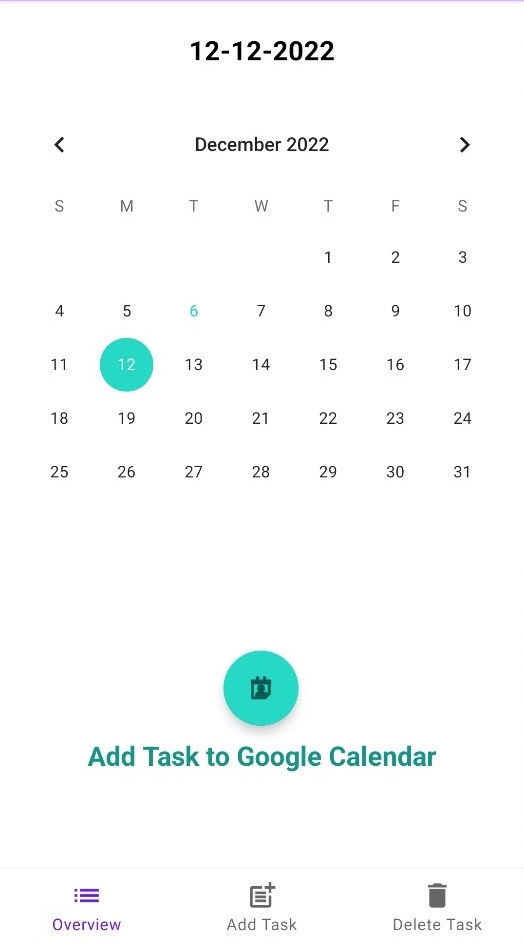 12-12-2022
December 2022
S M T W T F S
1 2 3
4 5 6 7 8 9 10
11 12 13 14 15 16 17
18 19 20 21 22 23 24
25 26 27 28 29 30 31
Add Task to Google Calendar
Overview Add Task Delete Task